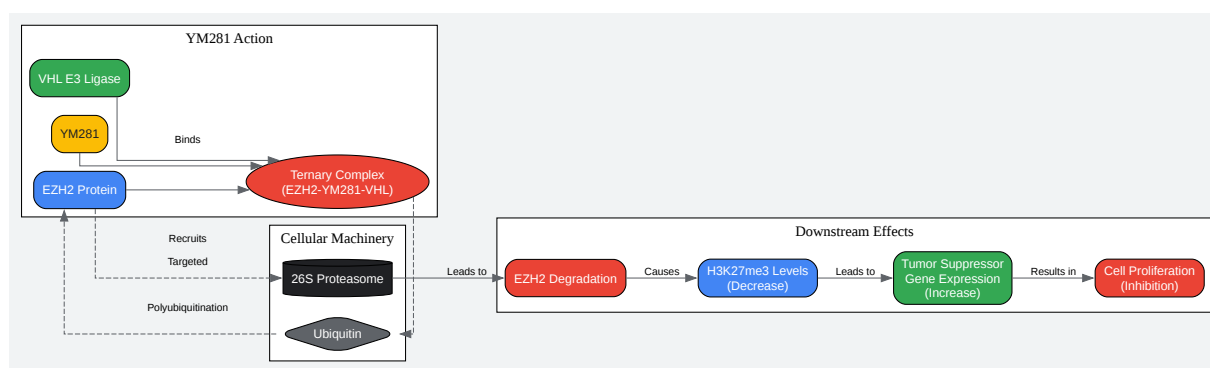 YM281 Action
VHL E3 Ligase
YM281
Binds
EZH2 Protein
Ternary Complex
(EZH2-YM281-VHL)
Recruits
Targeted
Polyubiquitination
Cellular Machinery
26S Proteasome
Ubiquitin
Leads to
Downstream Effects
EZH2 Degradation
Causes
H3K27me3 Levels
(Decrease)
Leads to
Tumor Suppressor
Gene Expression
(Increase)
Results in
Cell Proliferation
(Inhibition)